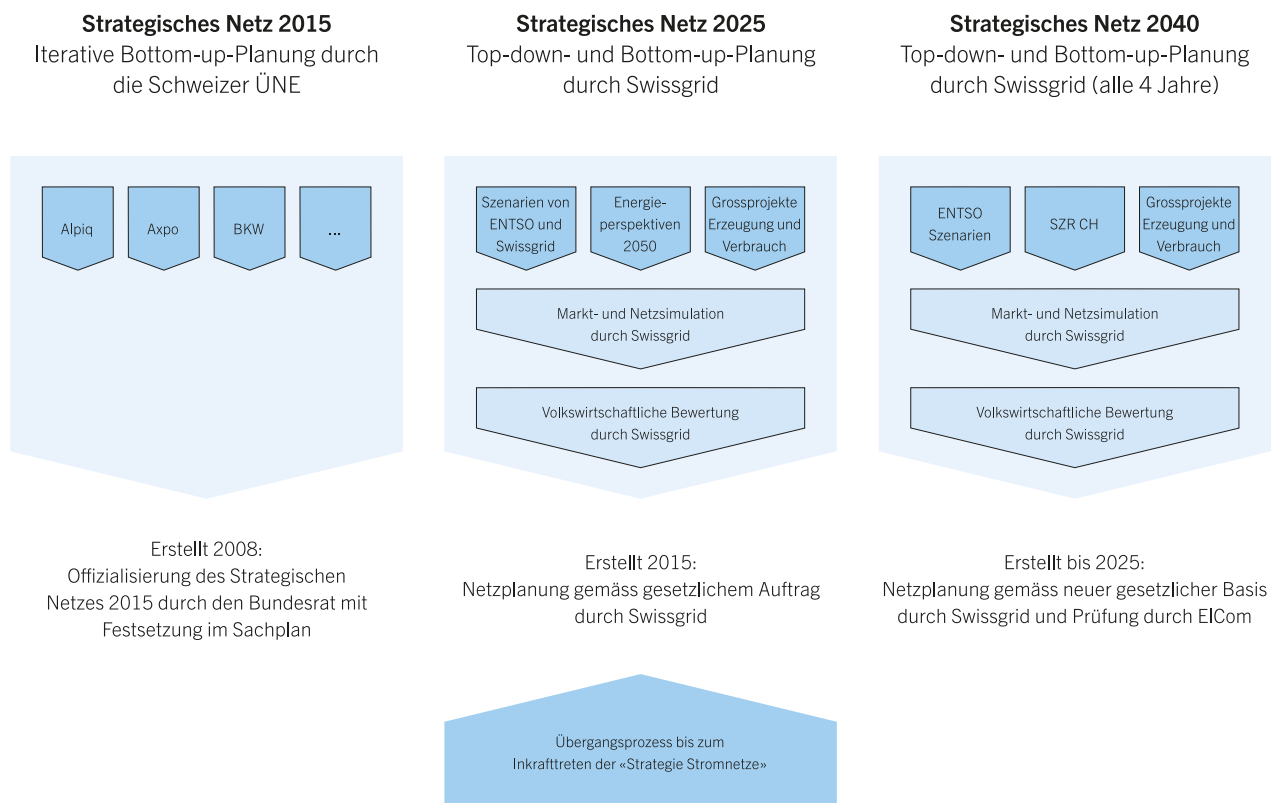 Strategisches Netz 2015
Iterative Bottom-up-Planung durch
die Schweizer ÜNE
Alpiq
Axpo
BKW
...
Erstellt 2008:
Offizialisierung des Strategischen
Netzes 2015 durch den Bundesrat mit
Festsetzung im Sachplan
Strategisches Netz 2025
Top-down- und Bottom-up-Planung
durch Swissgrid
Szenarien von
ENTSO und
Swissgrid
Energie-
perspektiven
2050
Grossprojekte
Erzeugung und
Verbrauch
Markt- und Netzsimulation
durch Swissgrid
Volkswirtschaftliche Bewertung
durch Swissgrid
Erstellt 2015:
Netzplanung gemäss gesetzlichem Auftrag
durch Swissgrid
Übergangsprozess bis zum
Inkrafttreten der «Strategie Stromnetze»
Strategisches Netz 2040
Top-down- und Bottom-up-Planung
durch Swissgrid (alle 4 Jahre)
ENTSO
Szenarien
SZR CH
Grossprojekte
Erzeugung und
Verbrauch
Markt- und Netzsimulation
durch Swissgrid
Volkswirtschaftliche Bewertung
durch Swissgrid
Erstellt bis 2025:
Netzplanung gemäss neuer gesetzlicher Basis
durch Swissgrid und Prüfung durch ElCom